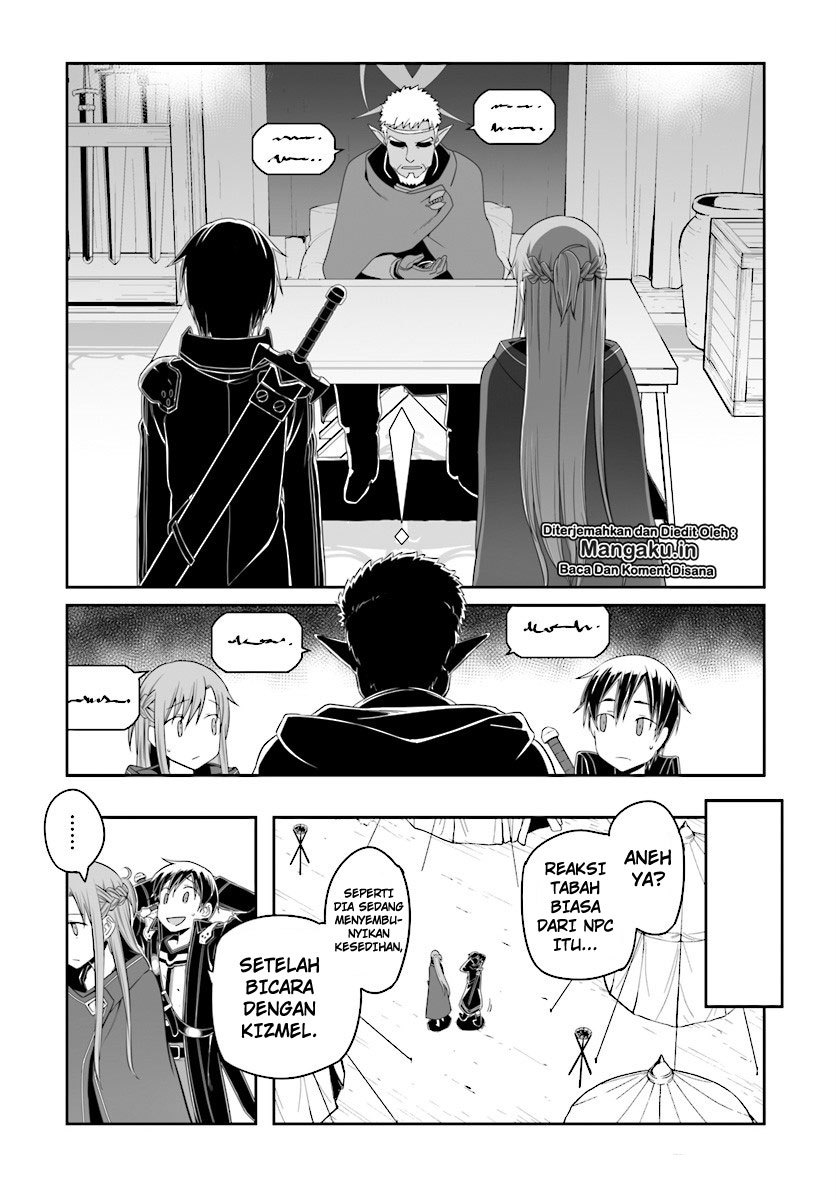 Diterjemahkan dan Diedit Oleh :
Mangaku.in
Baca Dan Koment Disana
ANEH
YA?
REAKSI
TABAH
BIASA
DARI NPC
ITU...
SEPERTI
DIA SEDANG
MENYEMBU-
NYIKAN
KESEDIHAN,
SETELAH
BICARA
DENGAN
KIZMEL.
......